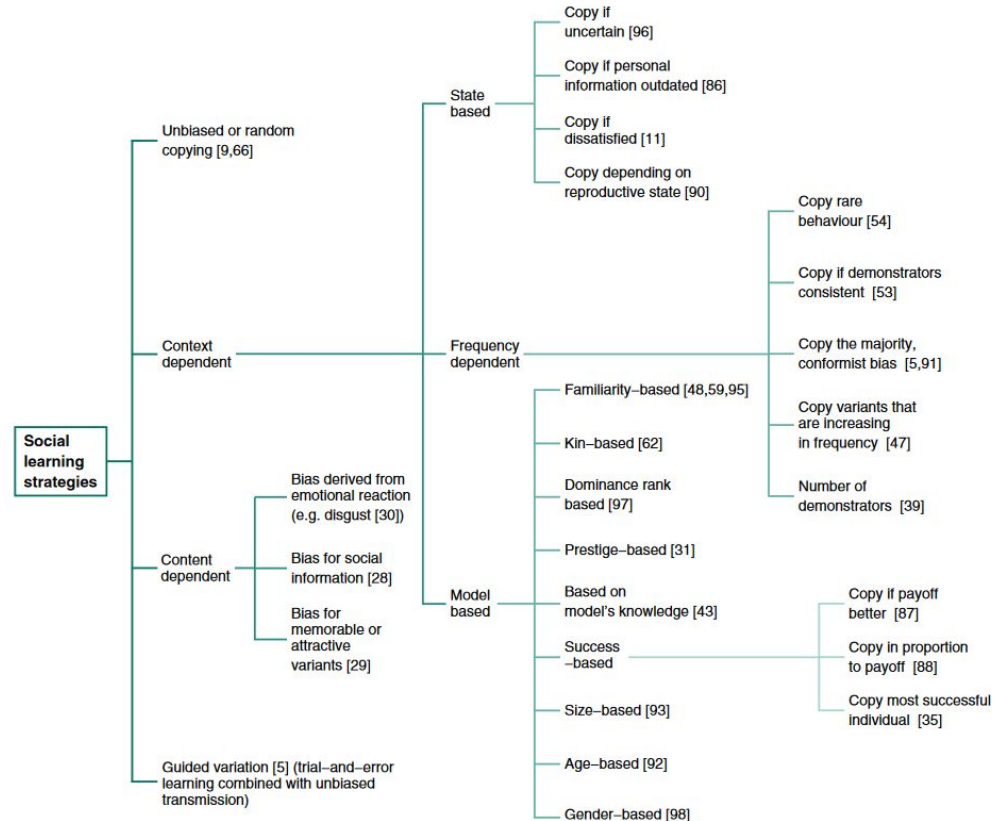 Social
learning
strategies
Unbiased or random
copying [9,66]
Context
dependent
State
based
Copy if
uncertain [96]
Copy if personal
information outdated [86]
Copy if
dissatisfied [11]
Copy depending on
reproductive state [90]
Frequency
dependent
Copy rare
behaviour [54]
Copy if demonstrators
consistent [53]
Copy the majority,
conformist bias [5,91]
Copy variants that
are increasing
in frequency [47]
Number of
demonstrators [39]
Model
based
Familiarity–based [48,59,95]
Kin–based [62]
Dominance rank
based [97]
Prestige–based [31]
Based on
model's knowledge [43]
Success
–based
Copy if payoff
better [87]
Copy in proportion
to payoff [88]
Copy most successful
individual [35]
Size–based [93]
Age–based [92]
Gender–based [98]
Content
dependent
Bias derived from
emotional reaction
(e.g. disgust [30])
Bias for social
information [28]
Bias for
memorable or
attractive
variants [29]
Guided variation [5] (trial–and–error
learning combined with unbiased
transmission)